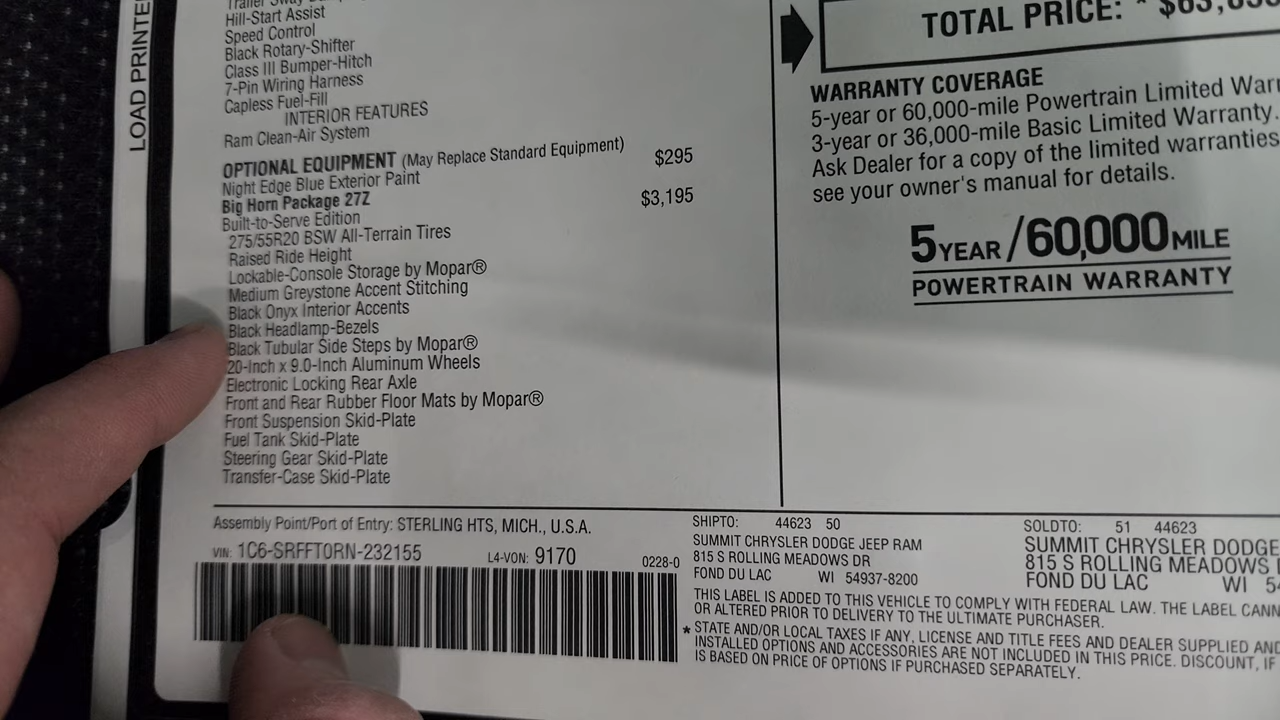 LOAD PRINTE
Trailer Sway
Hill-Start Assist
Speed Control
Black Rotary-Shifter
Class III Bumper-Hitch
7-Pin Wiring Harness
Capless Fuel-Fill
INTERIOR FEATURES
Ram Clean-Air System
OPTIONAL EQUIPMENT (May Replace Standard Equipment)
Night Edge Blue Exterior Paint $295
Big Horn Package 27Z
Built-to-Serve Edition $3,195
275/55R20 BSW All-Terrain Tires
Raised Ride Height
Lockable-Console Storage by Mopar®
Medium Greystone Accent Stitching
Black Onyx Interior Accents
Black Headlamp-Bezels
Black Tubular Side Steps by Mopar®
20-Inch x 9.0-Inch Aluminum Wheels
Electronic Locking Rear Axle
Front and Rear Rubber Floor Mats by Mopar®
Front Suspension Skid-Plate
Fuel Tank Skid-Plate
Steering Gear Skid-Plate
Transfer-Case Skid-Plate
TOTAL PRICE: *
WARRANTY COVERAGE
5-year or 60,000-mile Powertrain Limited Warr
3-year or 36,000-mile Basic Limited Warranty.
Ask Dealer for a copy of the limited warranties
see your owner's manual for details.
5 YEAR/60,000 MILE
POWERTRAIN WARRANTY
Assembly Point/Port of Entry: STERLING HTS, MICH., U.S.A.
VIN: 1C6-SRFFT0RN-232155 L4-VON: 9170 0228-0
SHIPTO: 44623 50
SUMMIT CHRYSLER DODGE JEEP RAM
815 S ROLLING MEADOWS DR
FOND DU LAC WI 54937-8200
SOLDTO: 51 44623
SUMMIT CHRYSLER DODGE
815 S ROLLING MEADOWS
FOND DU LAC WI 5
THIS LABEL IS ADDED TO THIS VEHICLE TO COMPLY WITH FEDERAL LAW. THE LABEL CANN
OR ALTERED PRIOR TO DELIVERY TO THE ULTIMATE PURCHASER.
* STATE AND/OR LOCAL TAXES IF ANY, LICENSE AND TITLE FEES AND DEALER SUPPLIED AND
INSTALLED OPTIONS AND ACCESSORIES ARE NOT INCLUDED IN THIS PRICE. DISCOUNT, IF
IS BASED ON PRICE OF OPTIONS IF PURCHASED SEPARATELY.